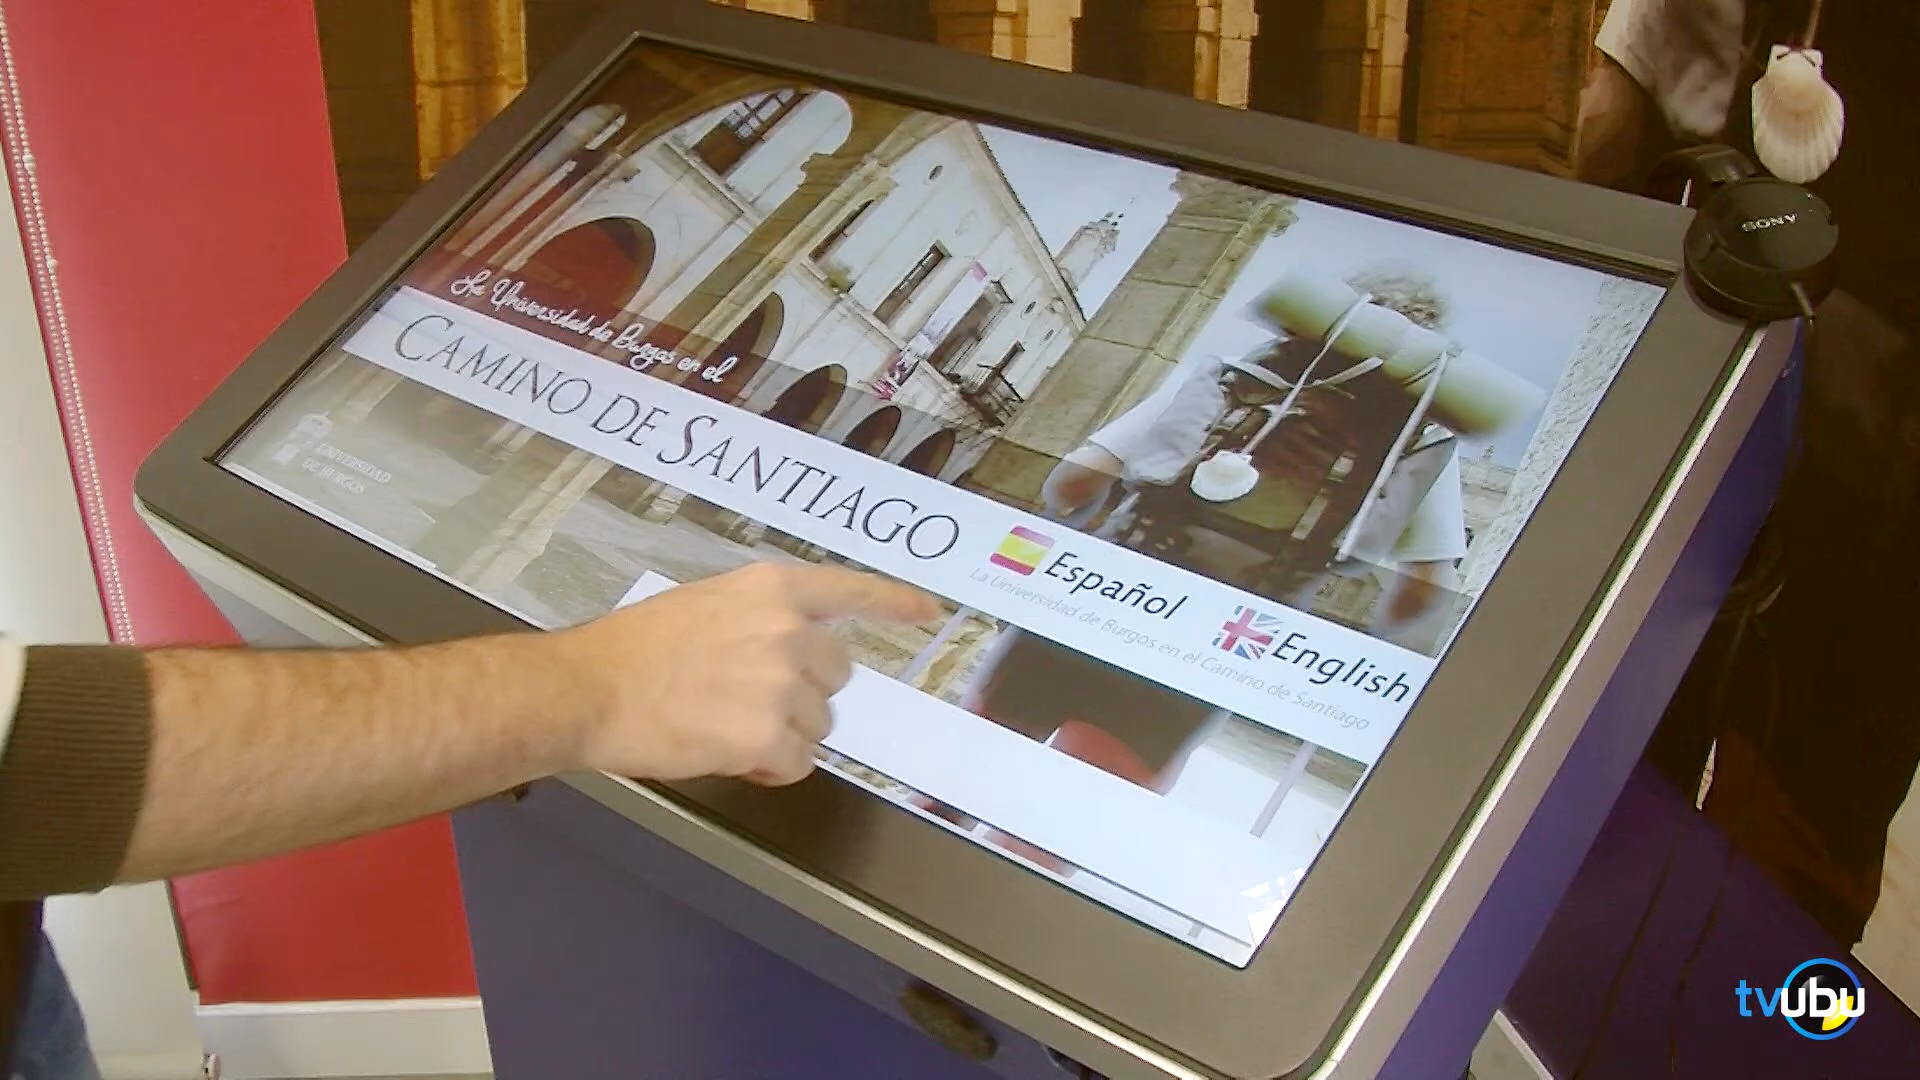 La Universidad de Burgos en el
CAMINO DE SANTIAGO
UNIVERSIDAD
DE BURGOS
Español
English
La Universidad de Burgos en el Camino de Santiago
SONY
tvubu